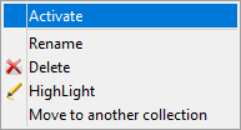 Activate
Rename
Delete
HighLight
Move to another collection